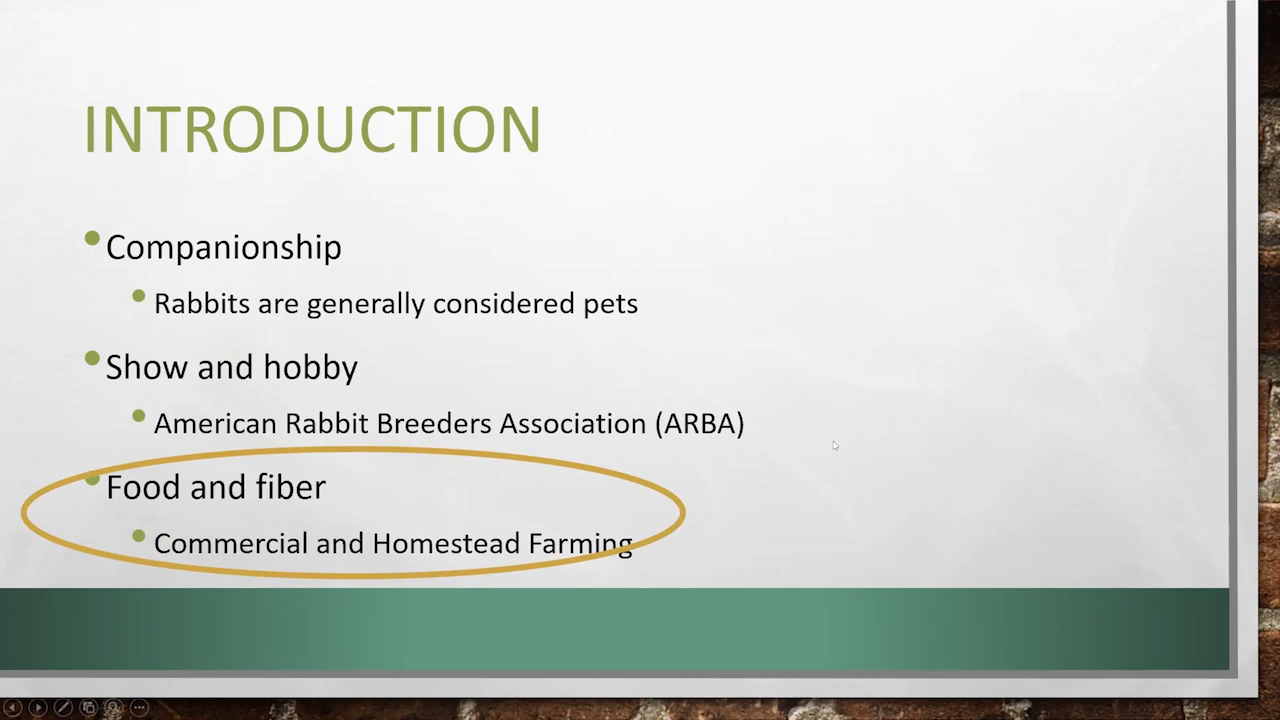 INTRODUCTION
Companionship
Rabbits are generally considered pets
Show and hobby
American Rabbit Breeders Association (ARBA)
Food and fiber
Commercial and Homestead Farming